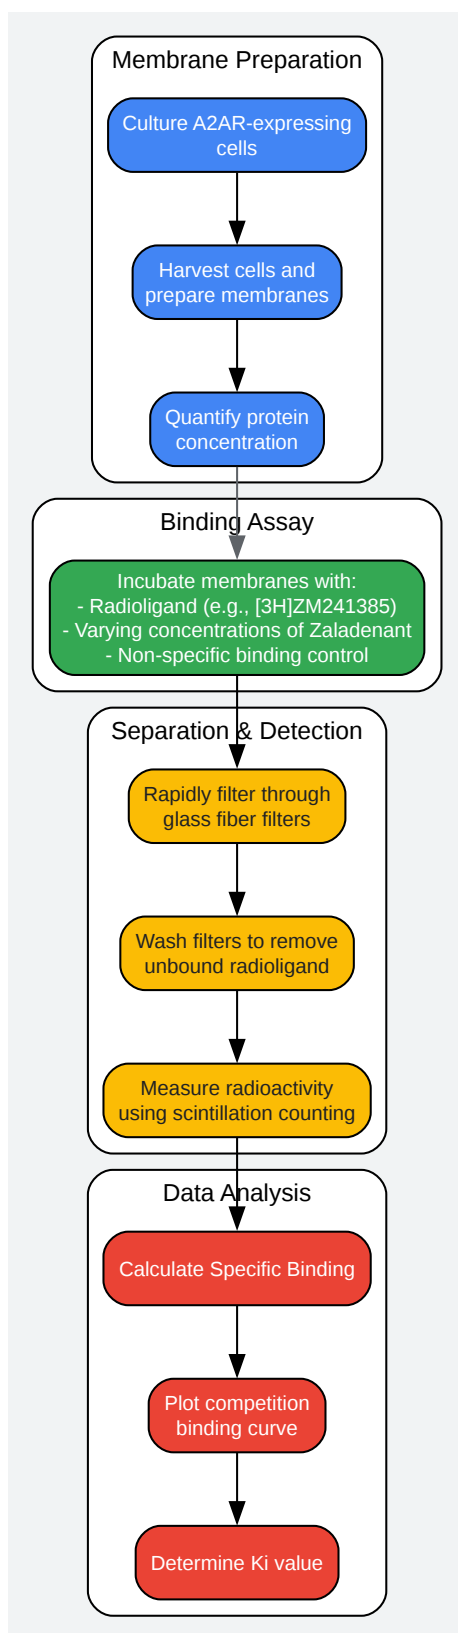 Membrane Preparation
Culture A2AR-expressing
cells
Harvest cells and
prepare membranes
Quantify protein
concentration
Binding Assay
Incubate membranes with:
- Radioligand (e.g., [3H]ZM241385)
- Varying concentrations of Zaladenant
- Non-specific binding control
Separation & Detection
Rapidly filter through
glass fiber filters
Wash filters to remove
unbound radioligand
Measure radioactivity
using scintillation counting
Data Analysis
Calculate Specific Binding
Plot competition
binding curve
Determine Ki value